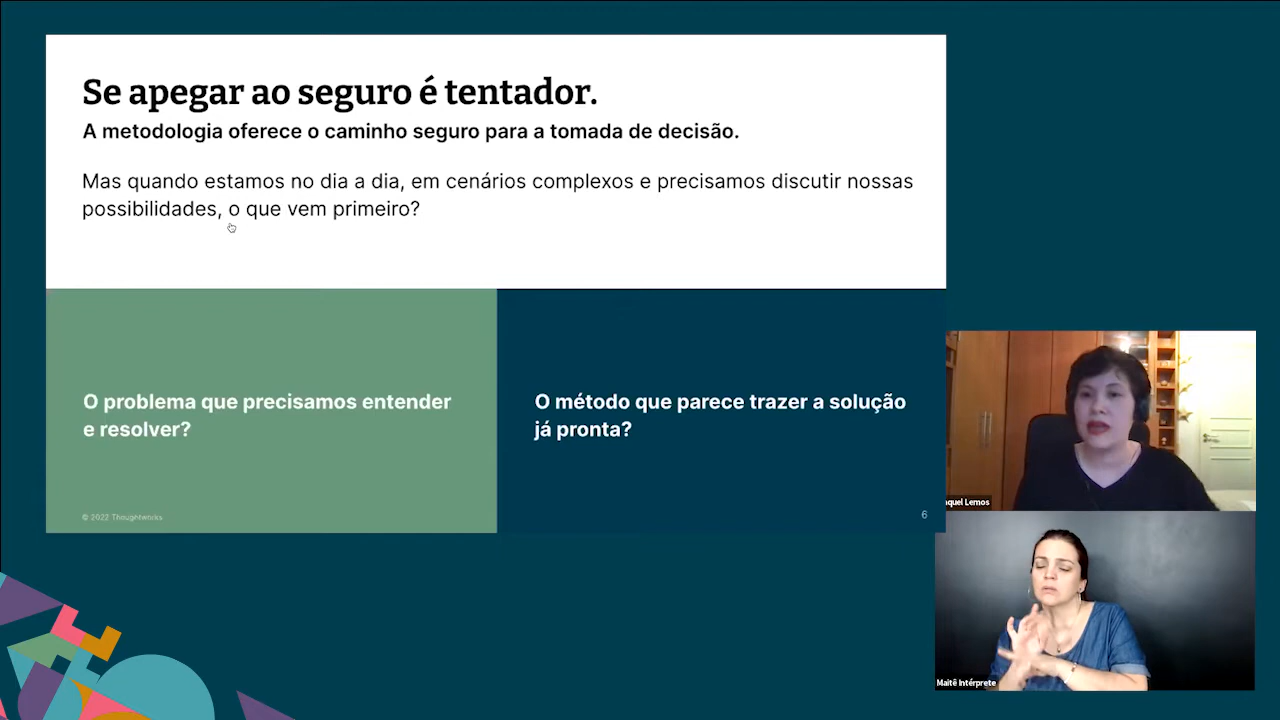 Se apegar ao seguro é tentador.
A metodologia oferece o caminho seguro para a tomada de decisão.
Mas quando estamos no dia a dia, em cenários complexos e precisamos discutir nossas
possibilidades, o que vem primeiro?
O problema que precisamos entender
e resolver?
O método que parece trazer a solução
já pronta?
© 2022 Thoughtworks
6
aquel Lemos
Maitê Intérprete